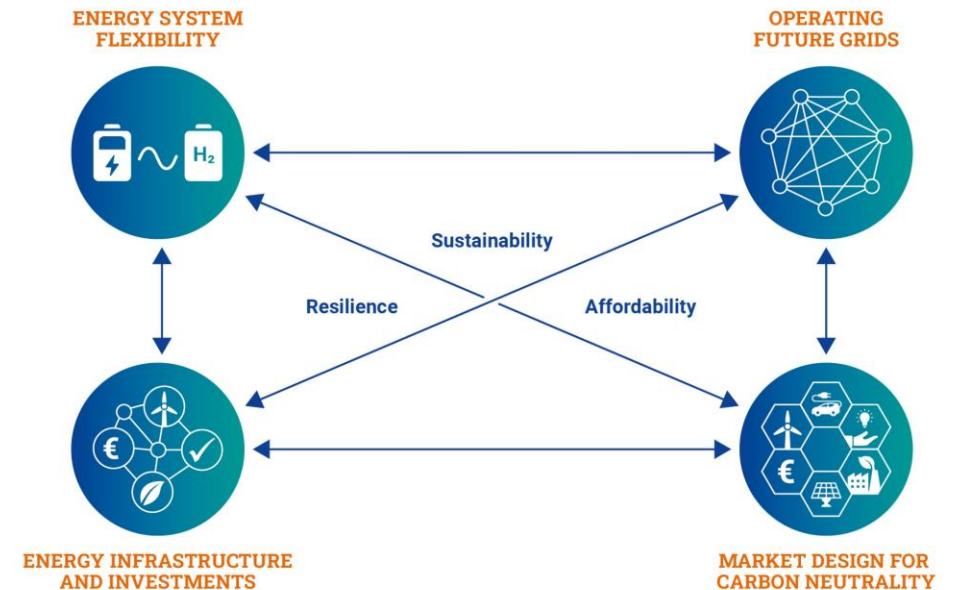 ENERGY SYSTEM
FLEXIBILITY
OPERATING
FUTURE GRIDS
H₂
Sustainability
Resilience
Affordability
€
€
ENERGY INFRASTRUCTURE
AND INVESTMENTS
MARKET DESIGN FOR
CARBON NEUTRALITY